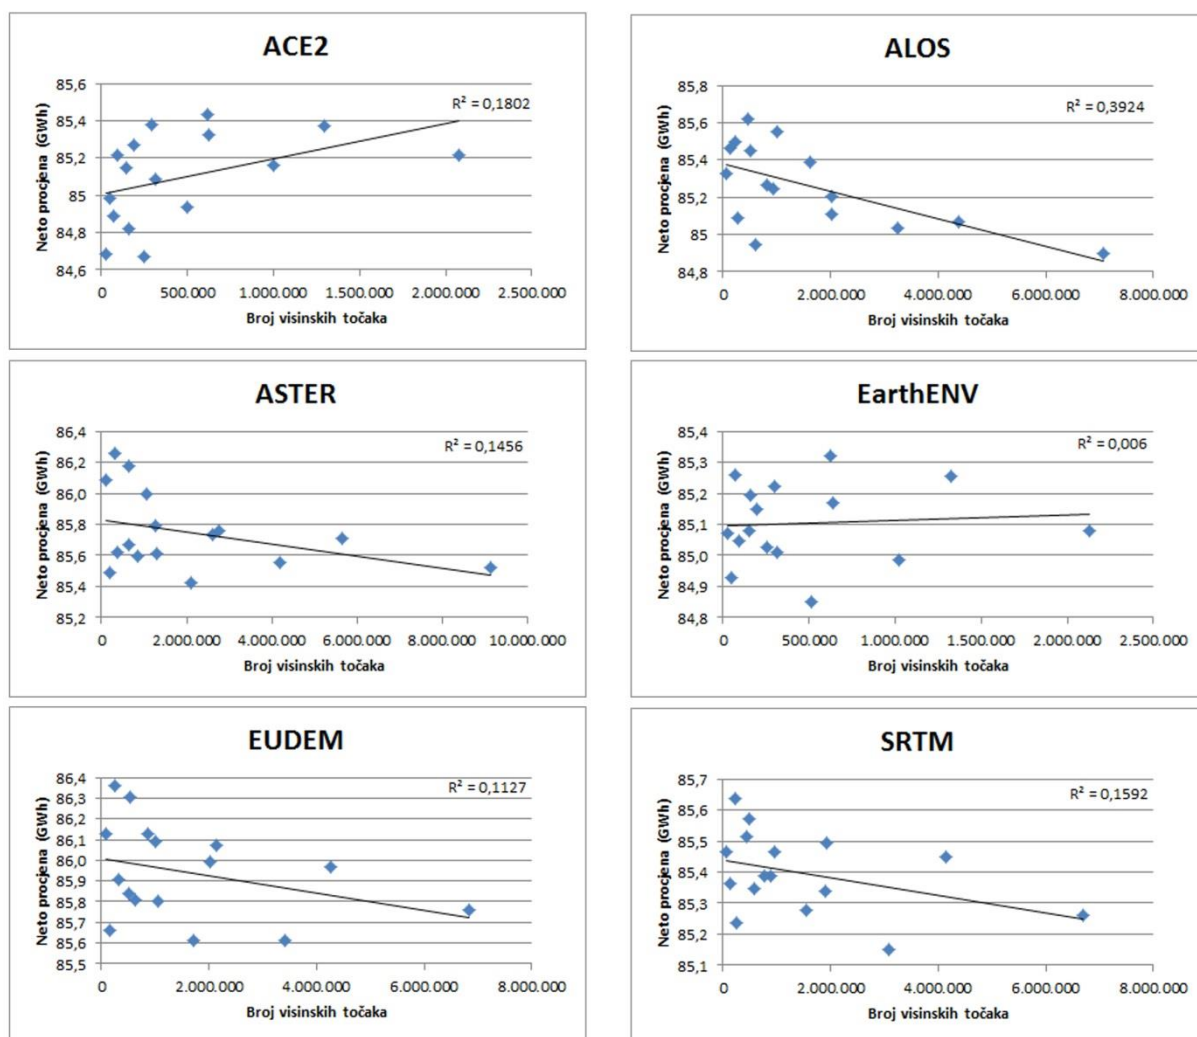 ACE2
Neto procjena (GWh)
85,6
85,4
85,2
85
84,8
84,6
R² = 0,1802
0 500.000 1.000.000 1.500.000 2.000.000 2.500.000
Broj visinskih točaka
ALOS
Neto procjena (GWh)
85,8
85,6
85,4
85,2
85
84,8
R² = 0,3924
0 2.000.000 4.000.000 6.000.000 8.000.000
Broj visinskih točaka
ASTER
Neto procjena (GWh)
86,4
86,2
86,0
85,8
85,6
85,4
85,2
R² = 0,1456
0 2.000.000 4.000.000 6.000.000 8.000.000 10.000.000
Broj visinskih točaka
EarthENV
Neto procjena (GWh)
85,4
85,3
85,2
85,1
85,0
84,9
84,8
R² = 0,006
0 500.000 1.000.000 1.500.000 2.000.000 2.500.000
Broj visinskih točaka
EUDEM
Neto procjena (GWh)
86,4
86,3
86,2
86,1
86,0
85,9
85,8
85,7
85,6
85,5
R² = 0,1127
0 2.000.000 4.000.000 6.000.000 8.000.000
Broj visinskih točaka
SRTM
Neto procjena (GWh)
85,7
85,6
85,5
85,4
85,3
85,2
85,1
R² = 0,1592
0 2.000.000 4.000.000 6.000.000 8.000.000
Broj visinskih točaka